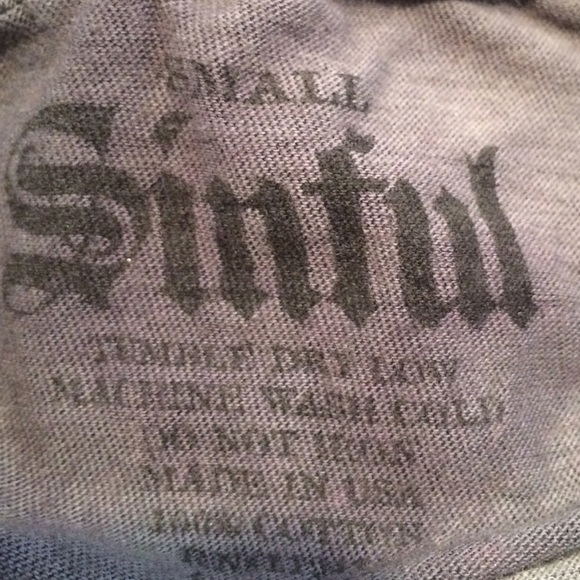 SMALL
Sinful
TUMBLE DRY LOW
MACHINE WASH COLD
DO NOT IRON
MADE IN USA
100% COTTON